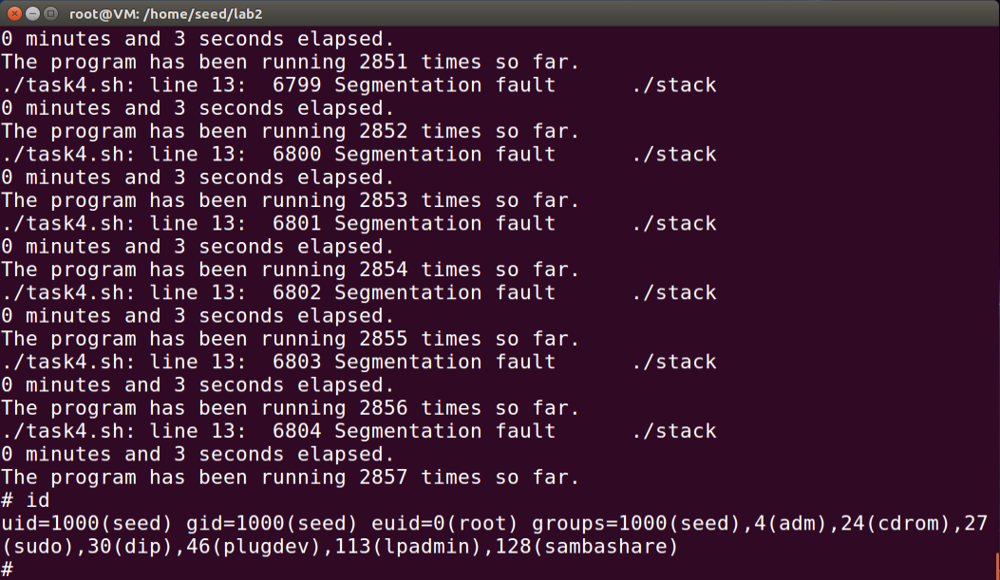 root@VM: /home/seed/lab2
0 minutes and 3 seconds elapsed.
The program has been running 2851 times so far.
./task4.sh: line 13:  6799 Segmentation fault      ./stack
0 minutes and 3 seconds elapsed.
The program has been running 2852 times so far.
./task4.sh: line 13:  6800 Segmentation fault      ./stack
0 minutes and 3 seconds elapsed.
The program has been running 2853 times so far.
./task4.sh: line 13:  6801 Segmentation fault      ./stack
0 minutes and 3 seconds elapsed.
The program has been running 2854 times so far.
./task4.sh: line 13:  6802 Segmentation fault      ./stack
0 minutes and 3 seconds elapsed.
The program has been running 2855 times so far.
./task4.sh: line 13:  6803 Segmentation fault      ./stack
0 minutes and 3 seconds elapsed.
The program has been running 2856 times so far.
./task4.sh: line 13:  6804 Segmentation fault      ./stack
0 minutes and 3 seconds elapsed.
The program has been running 2857 times so far.
# id
uid=1000(seed) gid=1000(seed) euid=0(root) groups=1000(seed),4(adm),24(cdrom),27
(sudo),30(dip),46(plugdev),113(lpadmin),128(sambashare)
#